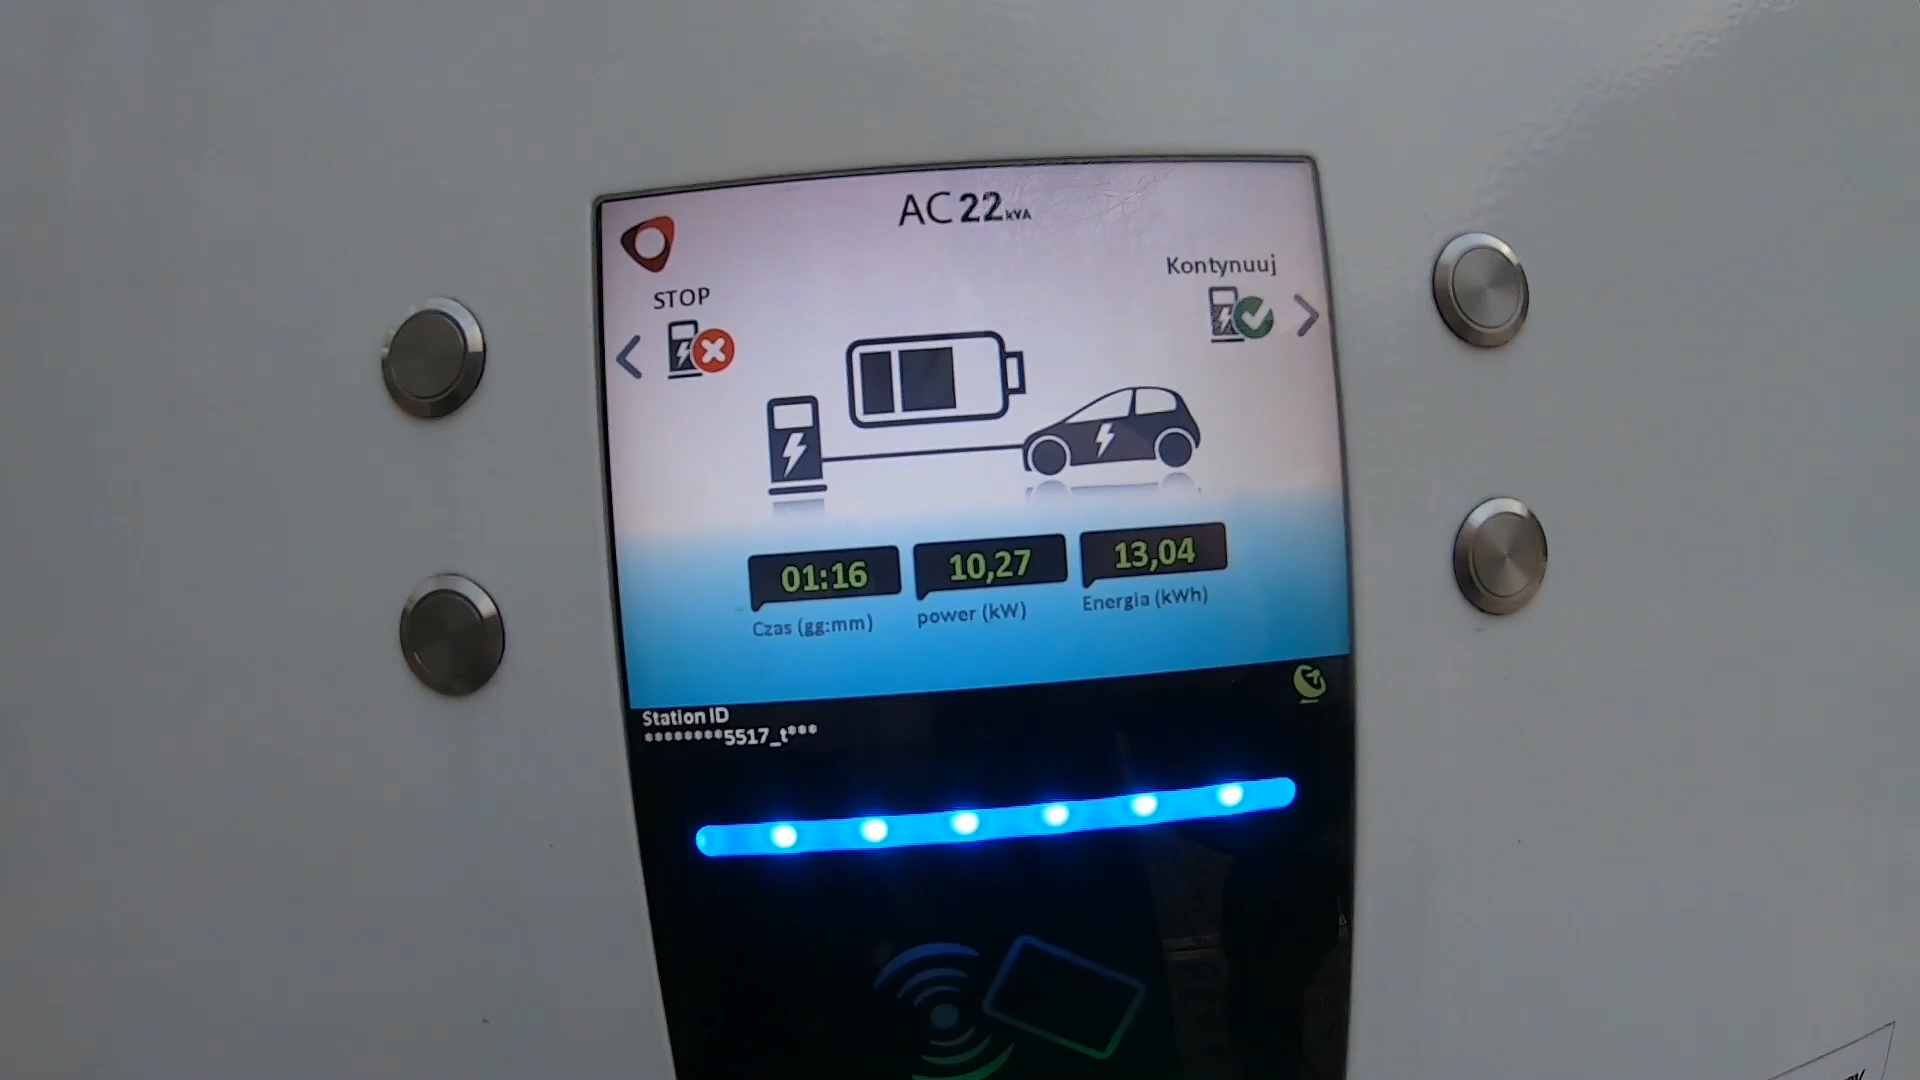 AC 22 kVA
STOP
Kontynuuj
01:16
10,27
13,04
Czas (gg:mm)
power (kW)
Energia (kWh)
Station ID
********5517_t***